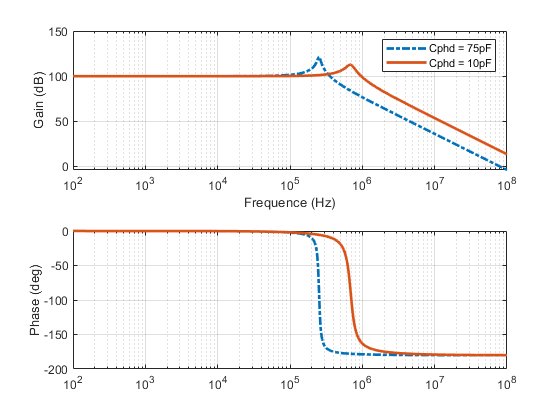 150
100
50
0
Gain (dB)
Cphd = 75pF
Cphd = 10pF
10^2 10^3 10^4 10^5 10^6 10^7 10^8
Frequence (Hz)
0
-50
-100
-150
-200
Phase (deg)
10^2 10^3 10^4 10^5 10^6 10^7 10^8